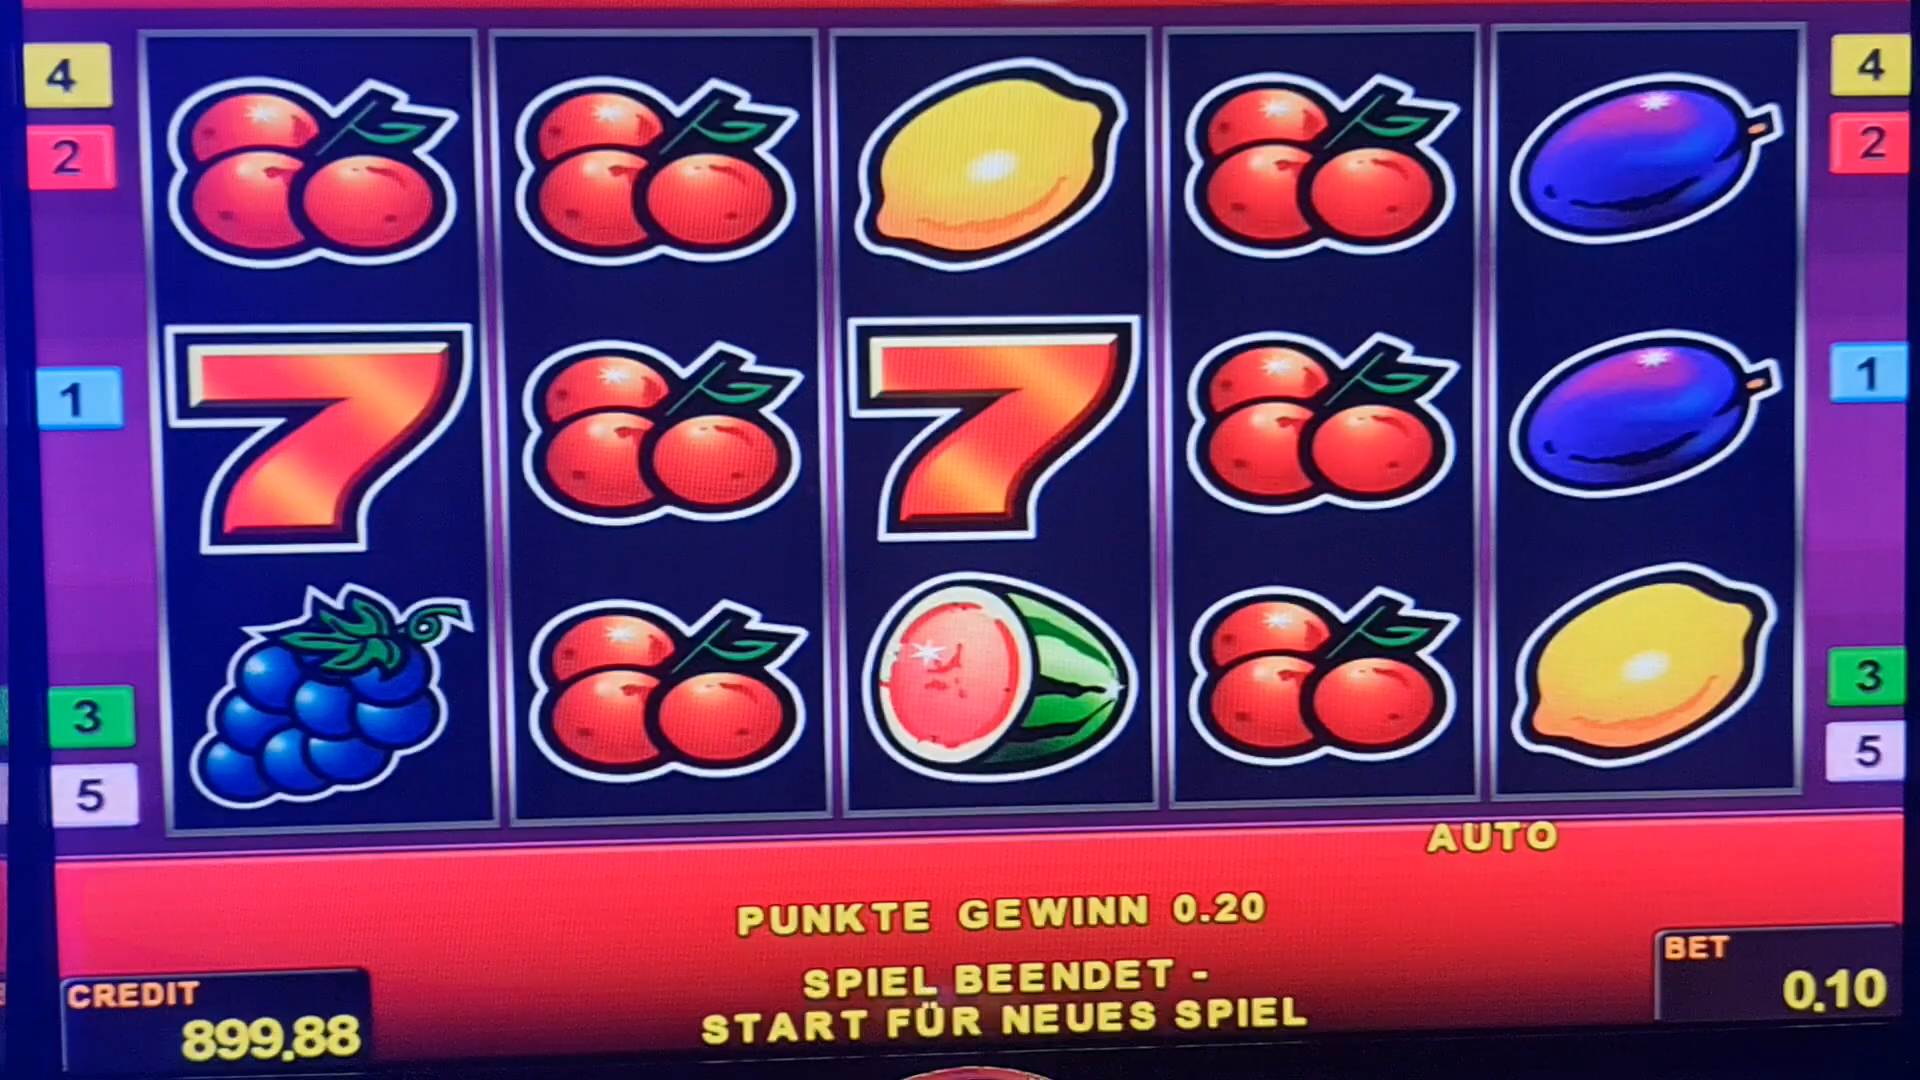 4
4
2
2
1
1
3
3
5
5
AUTO
PUNKTE GEWINN 0.20
SPIEL BEENDET -
START FÜR NEUES SPIEL
CREDIT
899.88
BET
0.10